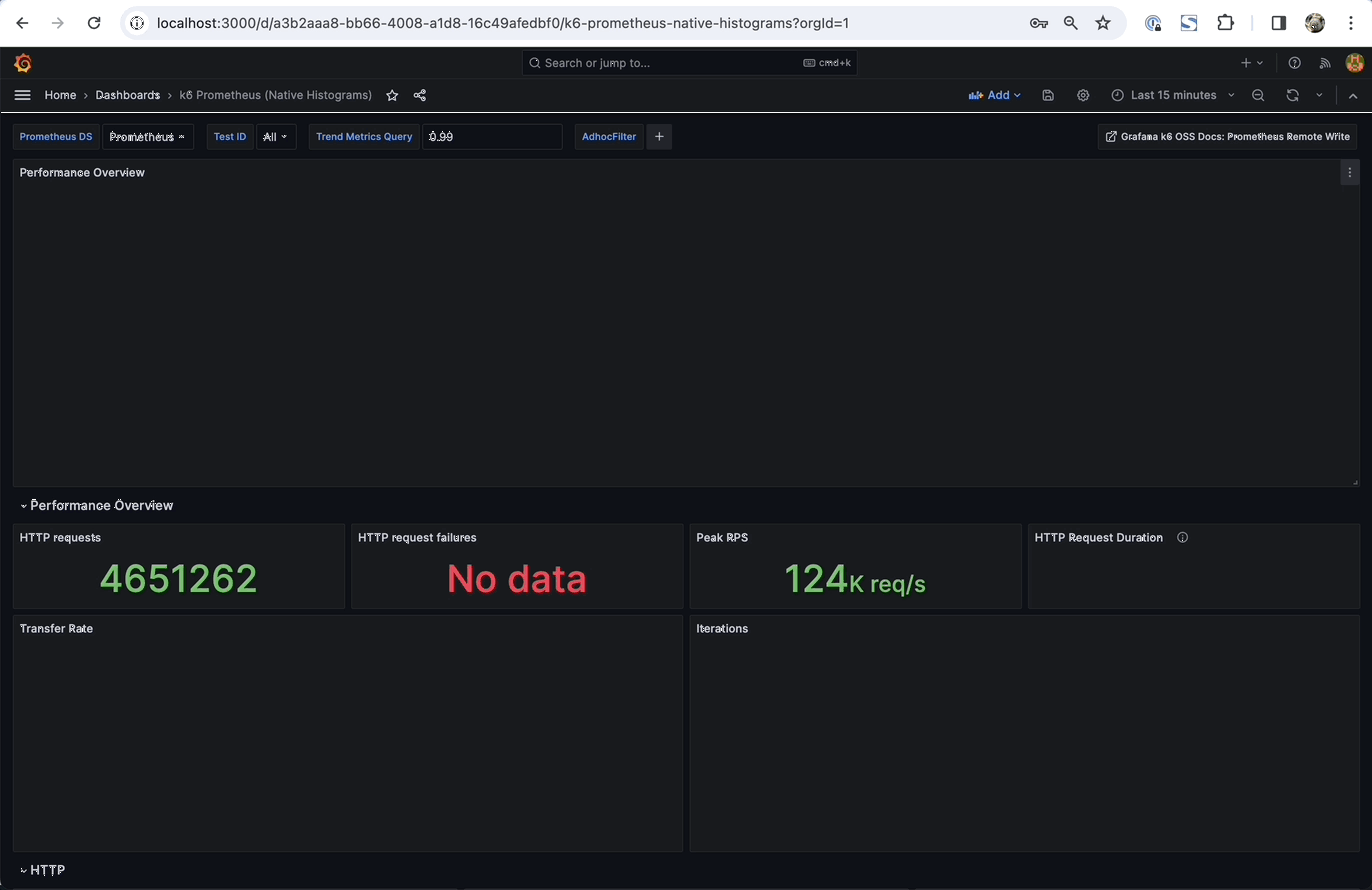 localhost:3000/d/a3b2aaa8-bb66-4008-a1d8-16c49afedbf0/k6-prometheus-native-histograms?orgId=1
Search or jump to... cmd+k
Home › Dashboards › k6 Prometheus (Native Histograms) Add Last 15 minutes
Prometheus DS Prometheus Test ID All Trend Metrics Query 0.99 AdhocFilter + Grafana k6 OSS Docs: Prometheus Remote Write
Performance Overview
Performance Overview
HTTP requests HTTP request failures Peak RPS HTTP Request Duration
4651262 No data 124K req/s
Transfer Rate Iterations
HTTP